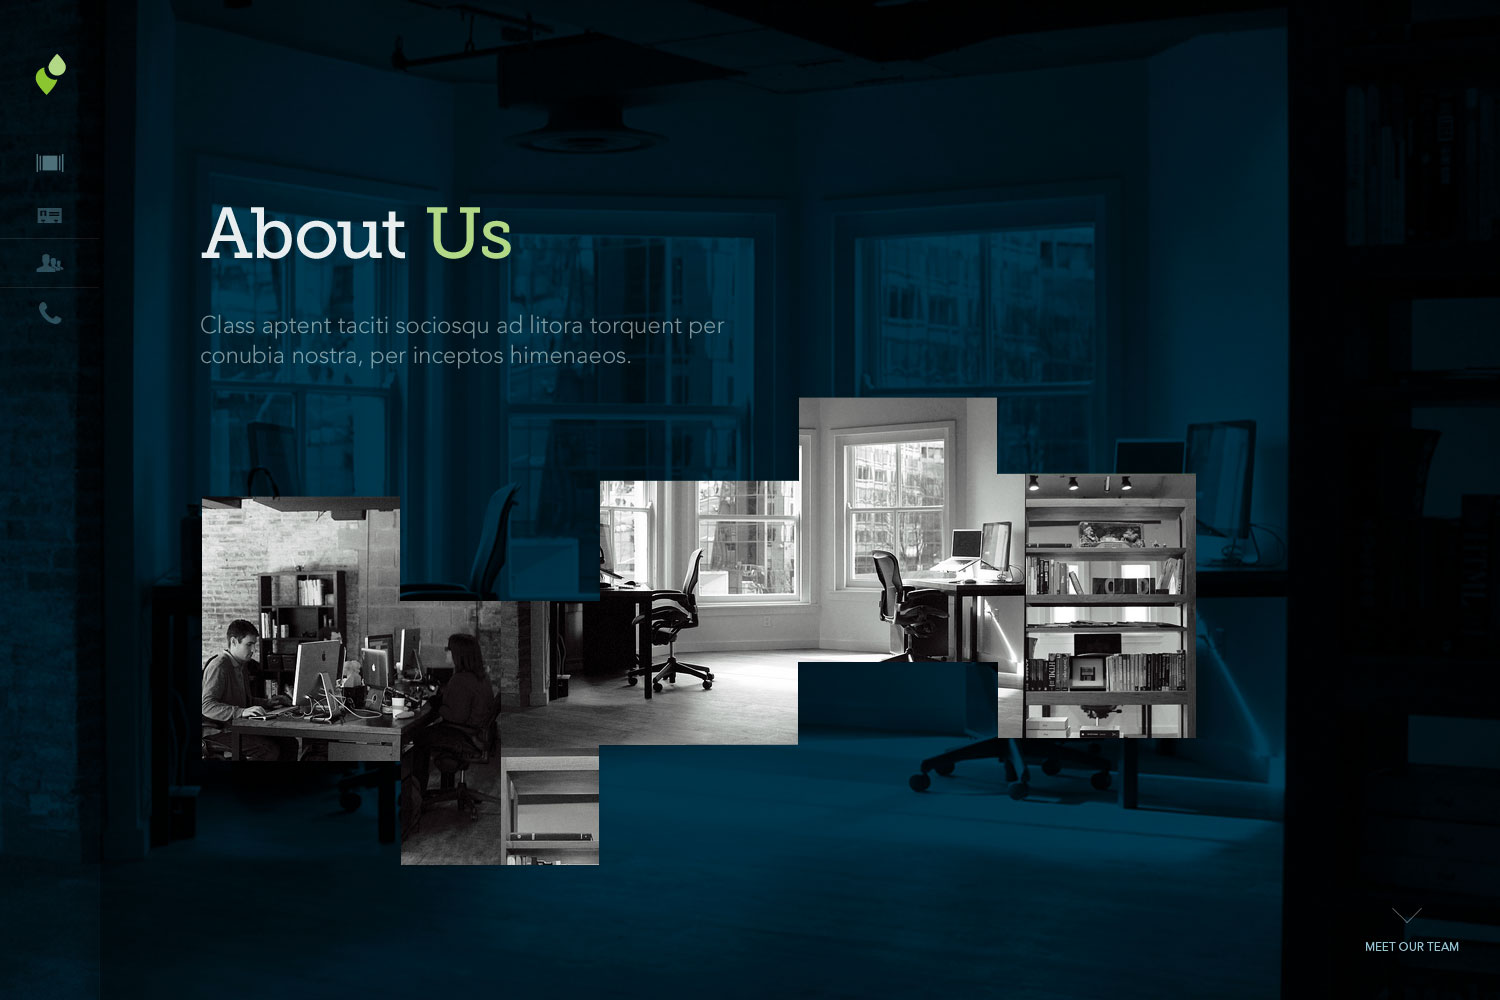 About Us
Class aptent taciti sociosqu ad litora torquent per
conubia nostra, per inceptos himenaeos.
MEET OUR TEAM